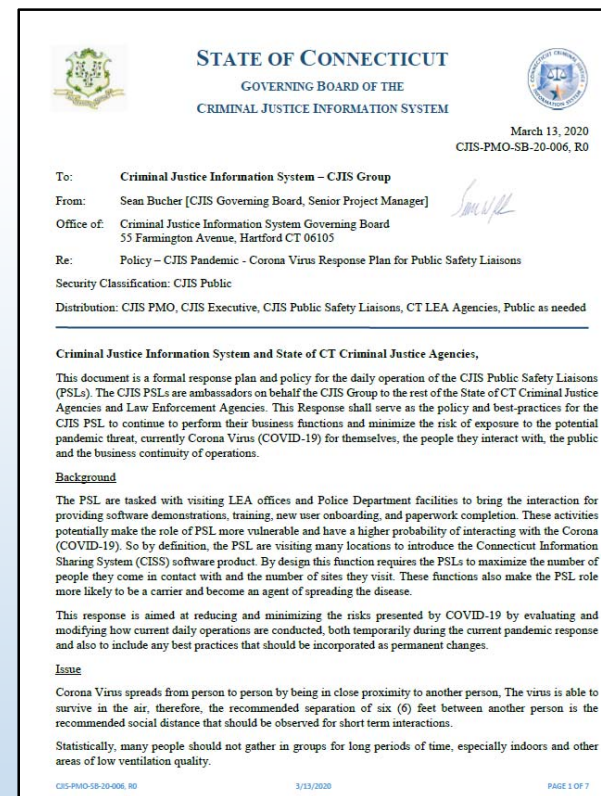 STATE OF CONNECTICUT
GOVERNING BOARD OF THE
CRIMINAL JUSTICE INFORMATION SYSTEM
March 13, 2020
CJIS-PMO-SB-20-006, R0
To: Criminal Justice Information System – CJIS Group
From: Sean Bucher [CJIS Governing Board, Senior Project Manager]
Office of: Criminal Justice Information System Governing Board
55 Farmington Avenue, Hartford CT 06105
Re: Policy – CJIS Pandemic - Corona Virus Response Plan for Public Safety Liaisons
Security Classification: CJIS Public
Distribution: CJIS PMO, CJIS Executive, CJIS Public Safety Liaisons, CT LEA Agencies, Public as needed
Criminal Justice Information System and State of CT Criminal Justice Agencies,
This document is a formal response plan and policy for the daily operation of the CJIS Public Safety Liaisons
(PSLs). The CJIS PSLs are ambassadors on behalf the CJIS Group to the rest of the State of CT Criminal Justice
Agencies and Law Enforcement Agencies. This Response shall serve as the policy and best-practices for the
CJIS PSL to continue to perform their business functions and minimize the risk of exposure to the potential
pandemic threat, currently Corona Virus (COVID-19) for themselves, the people they interact with, the public
and the business continuity of operations.
Background
The PSL are tasked with visiting LEA offices and Police Department facilities to bring the interaction for
providing software demonstrations, training, new user onboarding, and paperwork completion. These activities
potentially make the role of PSL more vulnerable and have a higher probability of interacting with the Corona
(COVID-19). So by definition, the PSL are visiting many locations to introduce the Connecticut Information
Sharing System (CISS) software product. By design this function requires the PSLs to maximize the number of
people they come in contact with and the number of sites they visit. These functions also make the PSL role
more likely to be a carrier and become an agent of spreading the disease.
This response is aimed at reducing and minimizing the risks presented by COVID-19 by evaluating and
modifying how current daily operations are conducted, both temporarily during the current pandemic response
and also to include any best practices that should be incorporated as permanent changes.
Issue
Corona Virus spreads from person to person by being in close proximity to another person, The virus is able to
survive in the air, therefore, the recommended separation of six (6) feet between another person is the
recommended social distance that should be observed for short term interactions.
Statistically, many people should not gather in groups for long periods of time, especially indoors and other
areas of low ventilation quality.
CJIS-PMO-SB-20-006, R0 3/13/2020 PAGE 1 OF 7